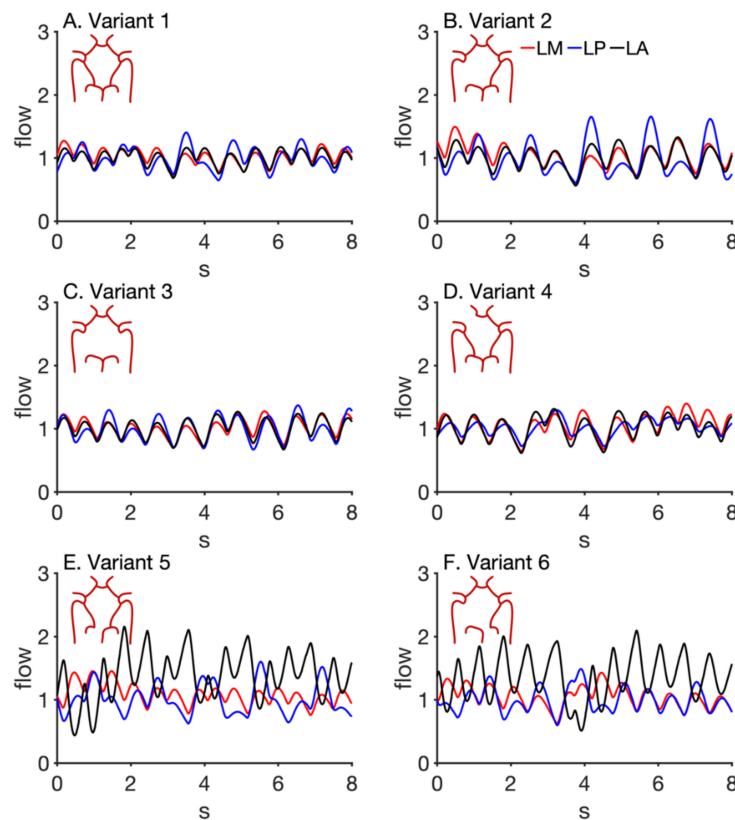 A. Variant 1
3
2
1
0
flow
0 2 4 6 8
s
B. Variant 2
LM LP LA
3
2
1
0
flow
0 2 4 6 8
s
C. Variant 3
3
2
1
0
flow
0 2 4 6 8
s
D. Variant 4
3
2
1
0
flow
0 2 4 6 8
s
E. Variant 5
3
2
1
0
flow
0 2 4 6 8
s
F. Variant 6
3
2
1
0
flow
0 2 4 6 8
s